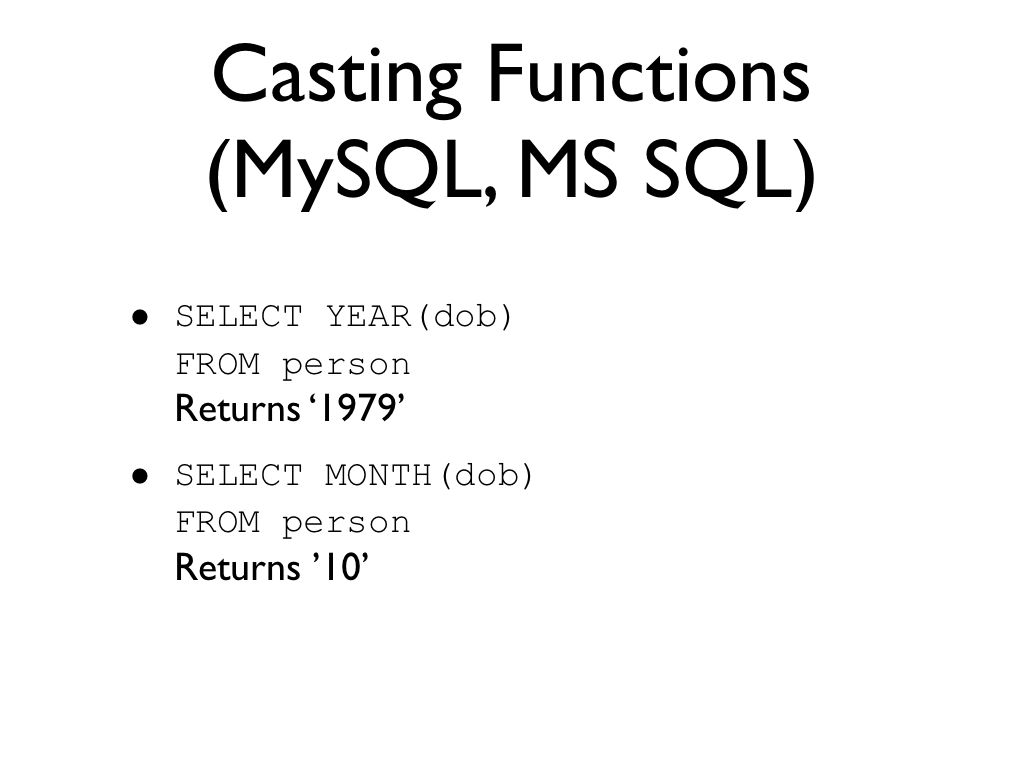 Casting Functions
(MySQL, MS SQL)
• SELECT YEAR(dob)
FROM person
Returns ‘1979’
• SELECT MONTH(dob)
FROM person
Returns ’10’